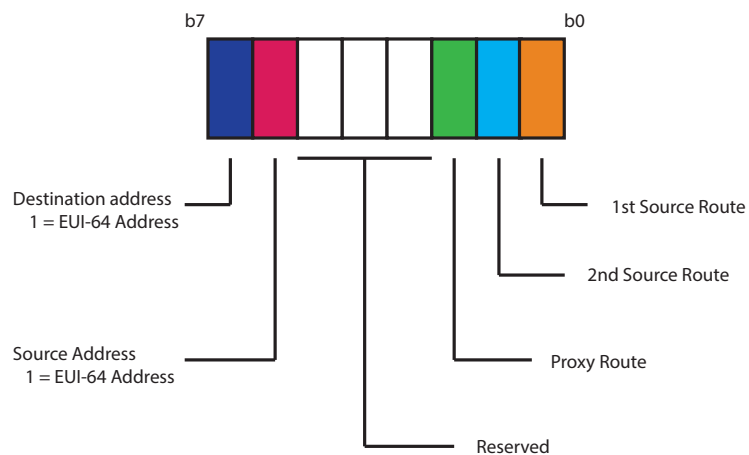 b7
b0
Destination address
1 = EUI-64 Address
1st Source Route
2nd Source Route
Source Address
1 = EUI-64 Address
Proxy Route
Reserved